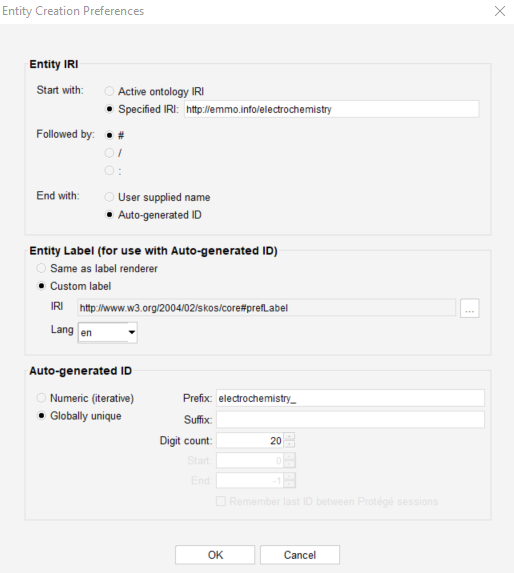 Entity Creation Preferences
Entity IRI
Start with:
Active ontology IRI
Specified IRI: http://emmo.info/electrochemistry
Followed by:
#
/
:
End with:
User supplied name
Auto-generated ID
Entity Label (for use with Auto-generated ID)
Same as label renderer
Custom label
IRI http://www.w3.org/2004/02/skos/core#prefLabel ...
Lang en
Auto-generated ID
Numeric (iterative)
Globally unique
Prefix: electrochemistry_
Suffix:
Digit count: 20
Start: 0
End: -1
Remember last ID between Protégé sessions
OK Cancel